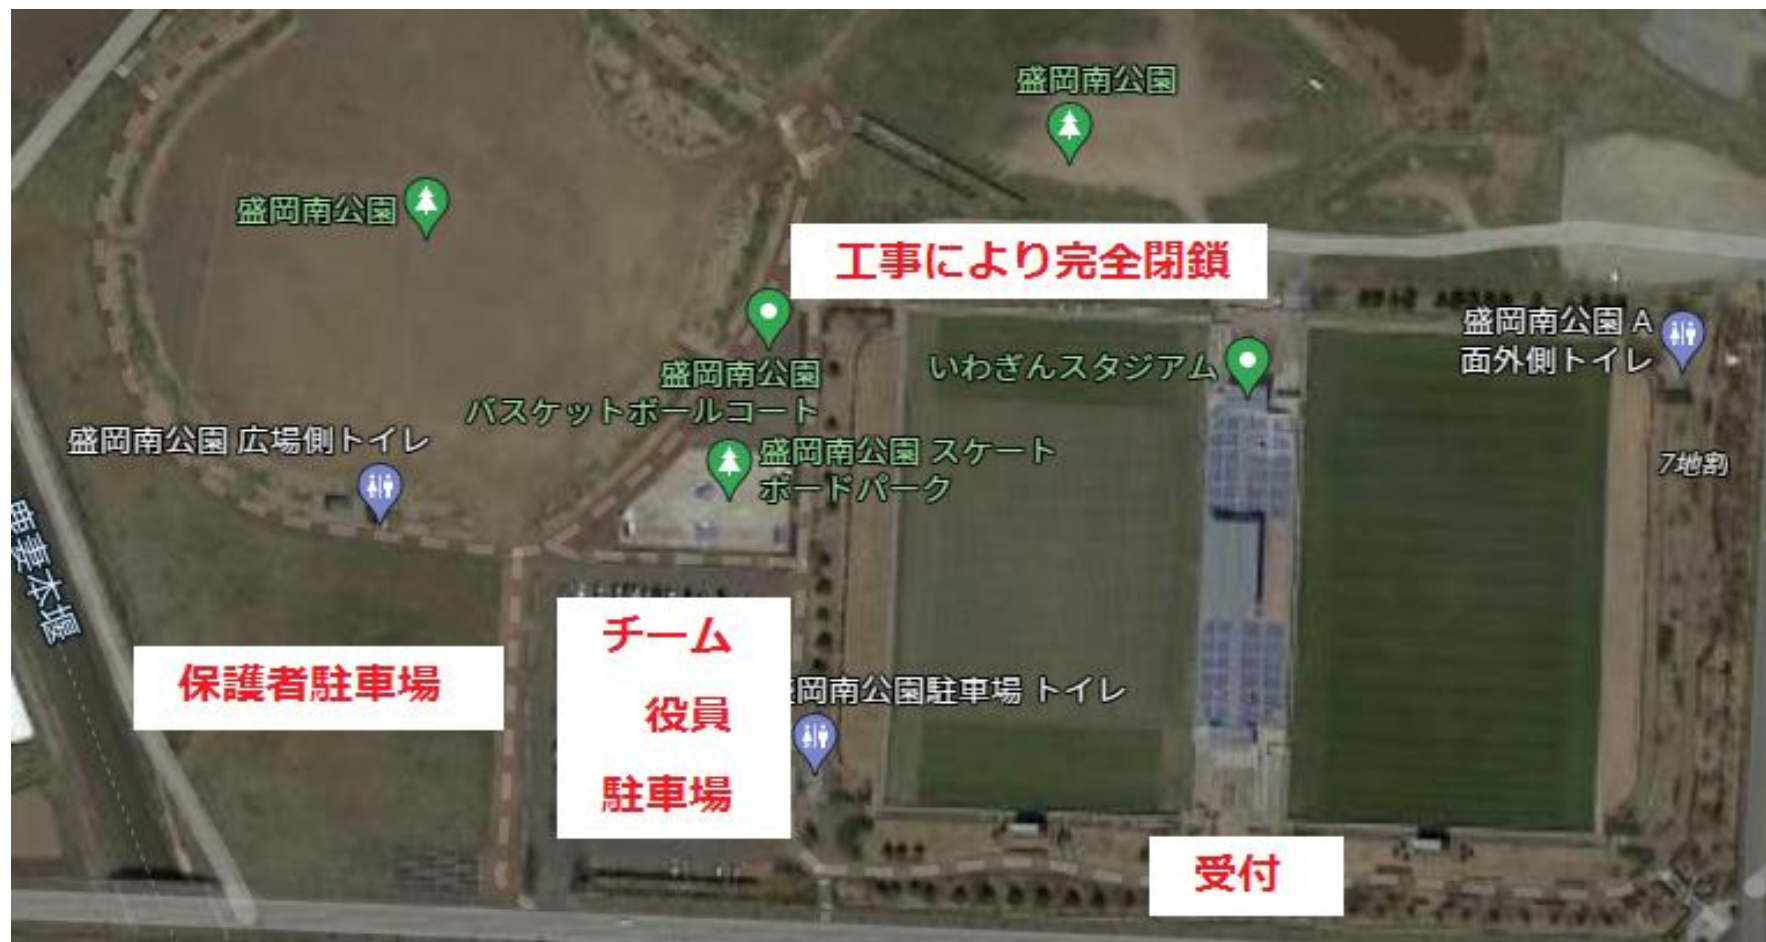 盛岡南公園
盛岡南公園
工事により完全閉鎖
盛岡南公園 A
面外側トイレ
いわぎんスタジアム
盛岡南公園
バスケットボールコート
盛岡南公園 広場側トイレ
盛岡南公園 スケート
ボードパーク
7地割
鹿妻本堰
チーム
役員
駐車場
保護者駐車場
岡南公園駐車場 トイレ
受付